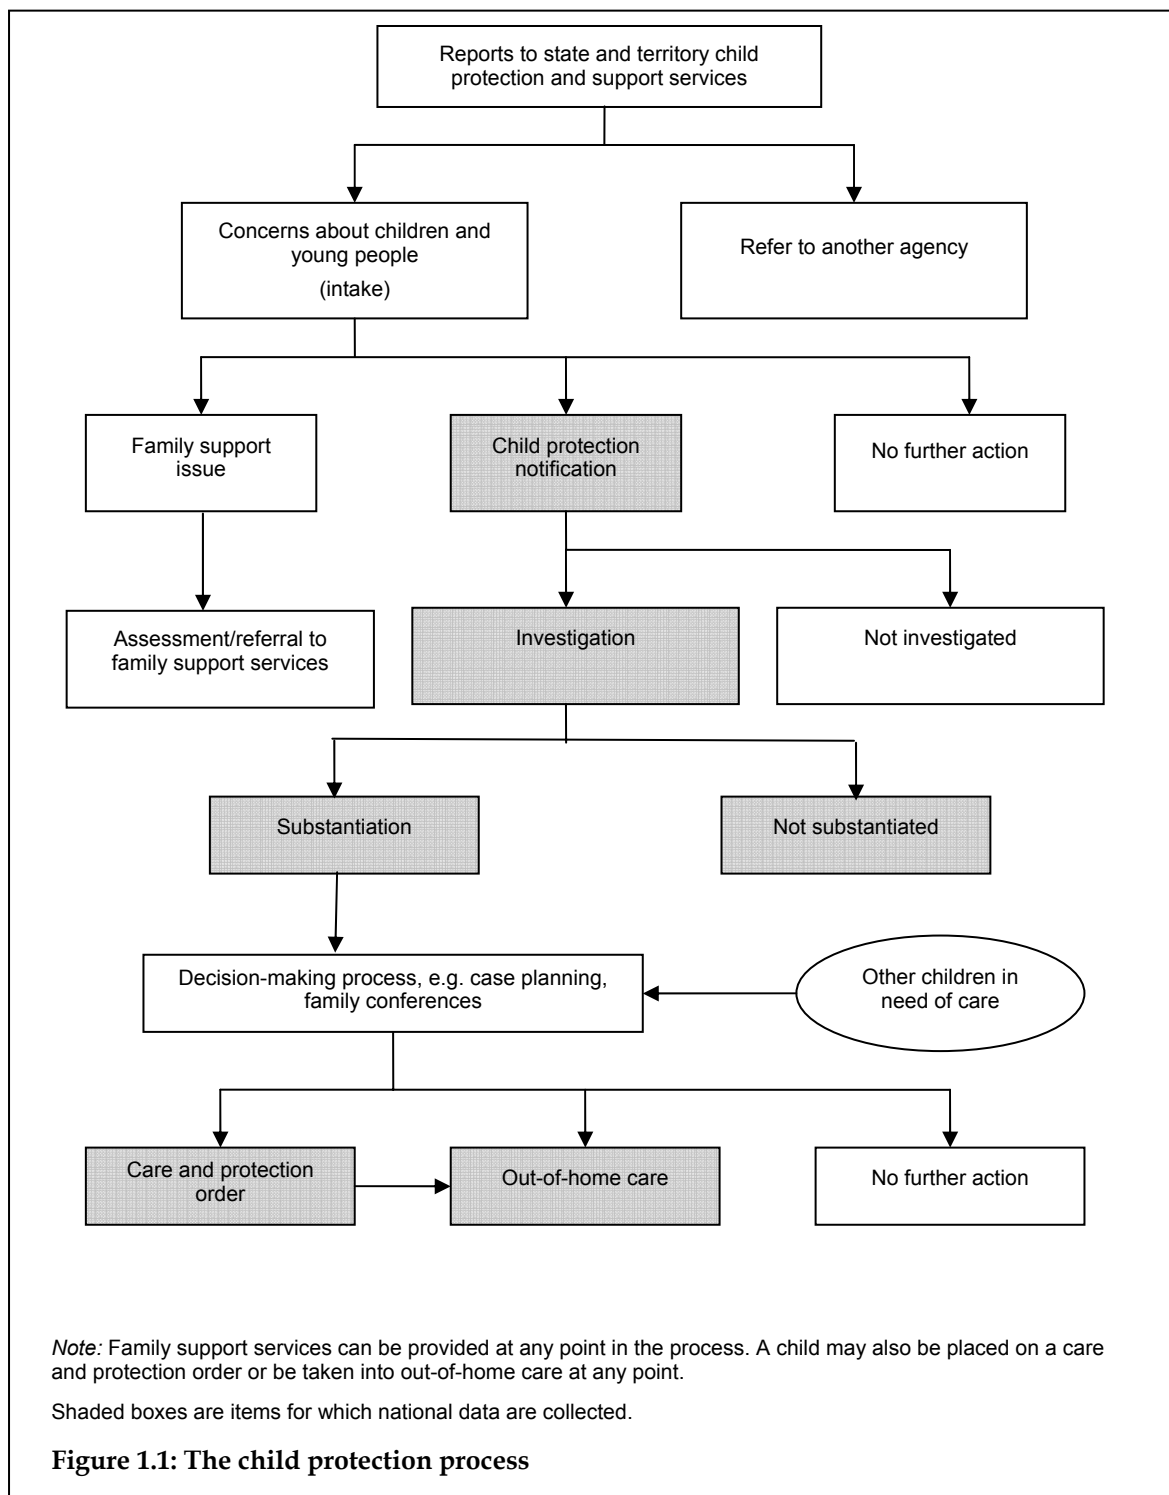 Reports to state and territory child
protection and support services
Concerns about children and
young people
(intake)
Refer to another agency
Family support
issue
Child protection
notification
No further action
Assessment/referral to
family support services
Investigation
Not investigated
Substantiation
Not substantiated
Decision-making process, e.g. case planning,
family conferences
Other children in
need of care
Care and protection
order
Out-of-home care
No further action
Note: Family support services can be provided at any point in the process. A child may also be placed on a care
and protection order or be taken into out-of-home care at any point.
Shaded boxes are items for which national data are collected.
Figure 1.1: The child protection process